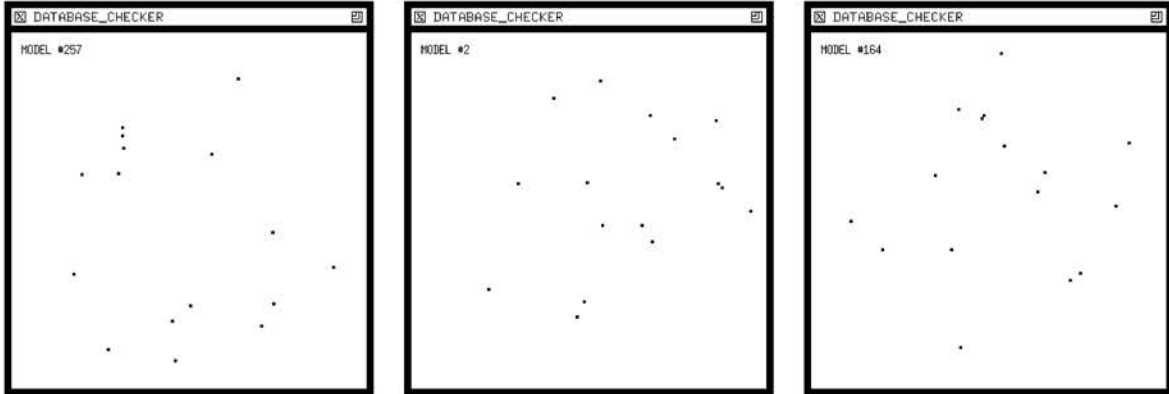 DATABASE_CHECKER
MODEL #257
DATABASE_CHECKER
MODEL #2
DATABASE_CHECKER
MODEL #164